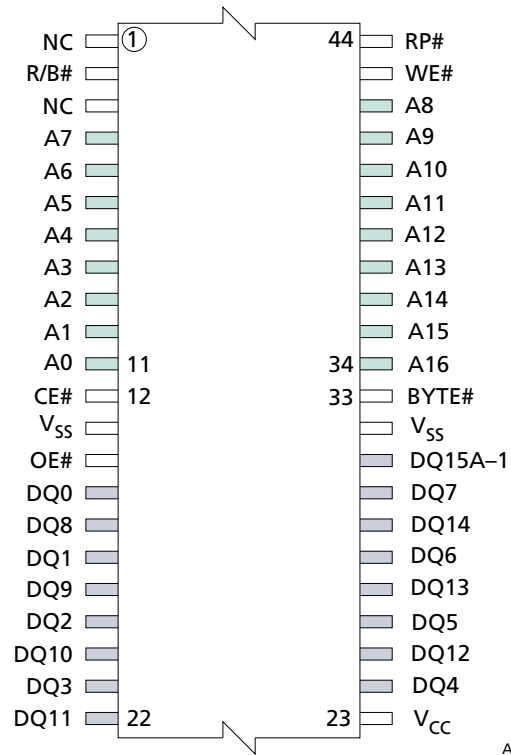 NC 1 44 RP#
R/B# WE#
NC A8
A7 A9
A6 A10
A5 A11
A4 A12
A3 A13
A2 A14
A1 A15
A0 11 34 A16
CE# 12 33 BYTE#
VSS VSS
OE# DQ15A–1
DQ0 DQ7
DQ8 DQ14
DQ1 DQ6
DQ9 DQ13
DQ2 DQ5
DQ10 DQ12
DQ3 DQ4
DQ11 22 23 VCC
A